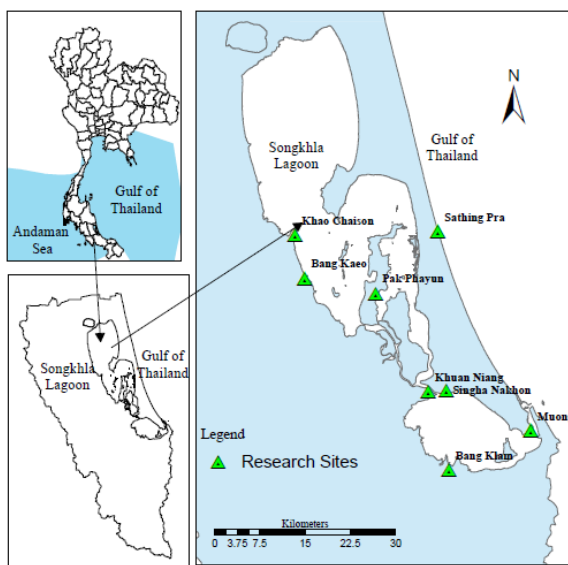 Andaman
Sea
Gulf of
Thailand
Songkhla
Lagoon
Gulf of
Thailand
N
Songkhla
Lagoon
Gulf of
Thailand
Khao Chaison
Sathing Pra
Bang Kaeo
Pak Phayun
Khuan Niang
Singha Nakhon
Muon
Bang Klam
Legend
Research Sites
Kilometers
0 3.75 7.5 15 22.5 30